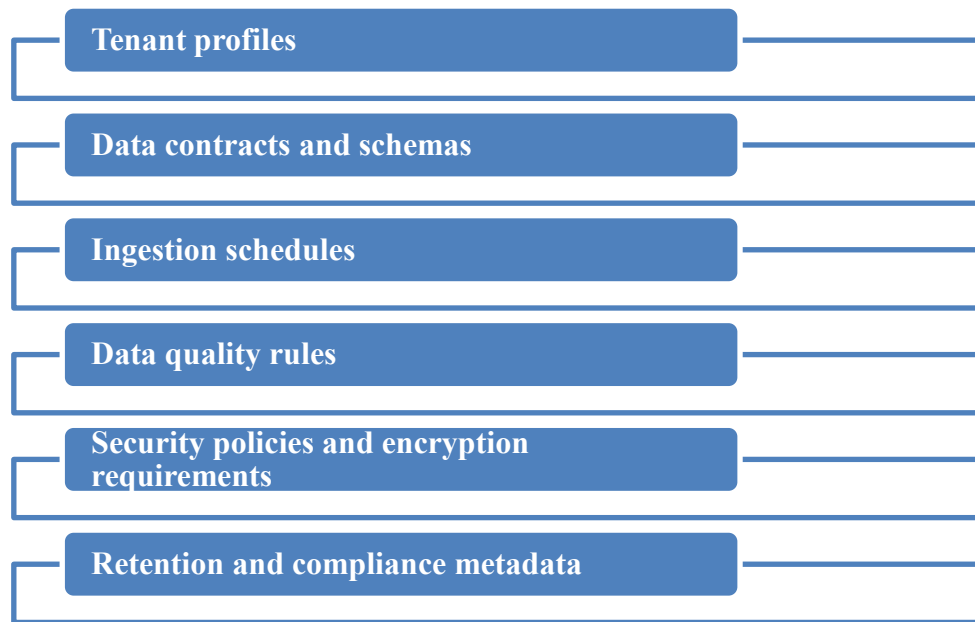 Tenant profiles
Data contracts and schemas
Ingestion schedules
Data quality rules
Security policies and encryption
requirements
Retention and compliance metadata